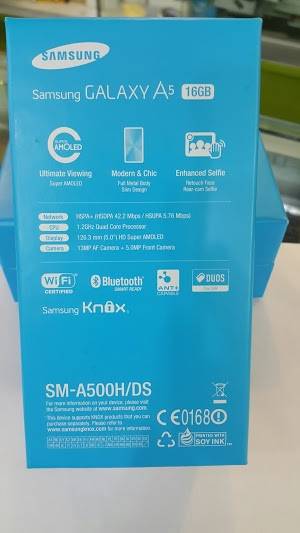 SAMSUNG
Samsung GALAXY A5 16GB
AMOLED
Ultimate Viewing
Super AMOLED
Modern & Chic
Full Metal Body
Slim Design
Enhanced Selfie
Retouch Face
Rear-cam Selfie
Network HSPA+ (HSDPA 42.2 Mbps / HSUPA 5.76 Mbps)
CPU 1.2GHz Quad Core Processor
Display 126.3 mm (5.0") HD Super AMOLED
Camera 13MP AF Camera + 5.0MP Front Camera
WiFi CERTIFIED
Bluetooth SMART READY
ANT+ CAPABLE
DUOS
Samsung Knox
SM-A500H/DS
For more information on your device, please visit
the Samsung website at www.samsung.com.
*This device supports KNOX features that you can
purchase separately. Please refer to
www.samsungknox.com for more information.
CE0168
PRINTED WITH
SOY INK